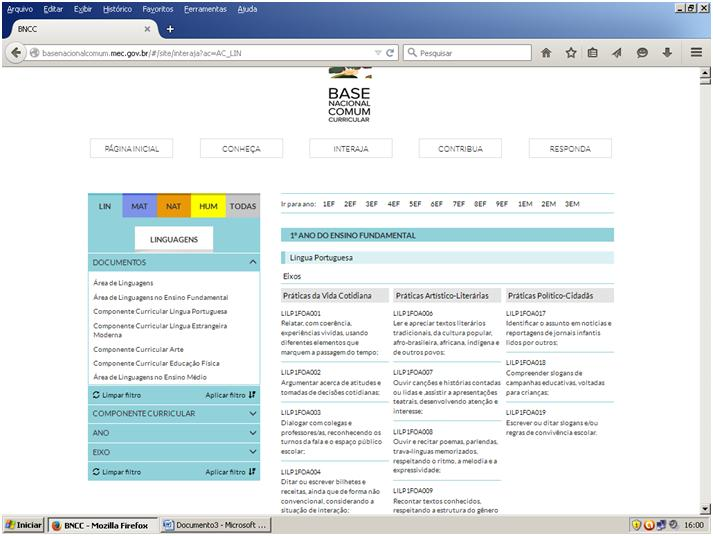 Arquivo Editar Exibir Histórico Favoritos Ferramentas Ajuda
BNCC
basenacionalcomum.mec.gov.br/#/site/interaja?ac=AC_LIN
Pesquisar
BASE
NACIONAL
COMUM
CURRICULAR
PÁGINA INICIAL CONHEÇA INTERAJA CONTRIBUA RESPONDA
LIN MAT NAT HUM TODAS
LINGUAGENS
DOCUMENTOS
Área de Linguagens
Área de Linguagens no Ensino Fundamental
Componente Curricular Língua Portuguesa
Componente Curricular Língua Estrangeira
Moderna
Componente Curricular Arte
Componente Curricular Educação Física
Área de Linguagens no Ensino Médio
Limpar filtro Aplicar filtro
COMPONENTE CURRICULAR
ANO
EIXO
Limpar filtro Aplicar filtro
Ir para ano: 1EF 2EF 3EF 4EF 5EF 6EF 7EF 8EF 9EF 1EM 2EM 3EM
1º ANO DO ENSINO FUNDAMENTAL
Língua Portuguesa
Eixos
Práticas da Vida Cotidiana
LILP1FOA001
Relatar, com coerência,
experiências vividas, usando
diferentes elementos que
marquem a passagem do tempo;
LILP1FOA002
Argumentar acerca de atitudes e
tomadas de decisões cotidianas;
LILP1FOA003
Dialogar com colegas e
professores/as, reconhecendo os
turnos da fala e o espaço público
escolar;
LILP1FOA004
Ditar ou escrever bilhetes e
receitas, ainda que de forma não
convencional, considerando a
situação de interação;
Práticas Artístico-Literárias
LILP1FOA006
Ler e apreciar textos literários
tradicionais, da cultura popular,
afro-brasileira, africana, indígena e
de outros povos;
LILP1FOA007
Ouvir canções e histórias contadas
ou lidas e ,assistir a apresentações
teatrais, desenvolvendo atenção e
interesse;
LILP1FOA008
Ouvir e recitar poemas, parlendas,
trava-línguas memorizados,
respeitando o ritmo, a melodia e a
expressividade;
LILP1FOA009
Recontar textos conhecidos,
respeitando a estrutura do gênero
Práticas Político-Cidadãs
LILP1FOA017
Identificar o assunto em notícias e
reportagens de jornais infantis
lidos por outros;
LILP1FOA018
Compreender slogans de
campanhas educativas, voltadas
para crianças;
LILP1FOA019
Escrever ou ditar slogans e/ou
regras de convivência escolar.
Iniciar BNCC - Mozilla Firefox Documento3 - Microsoft ... 16:00